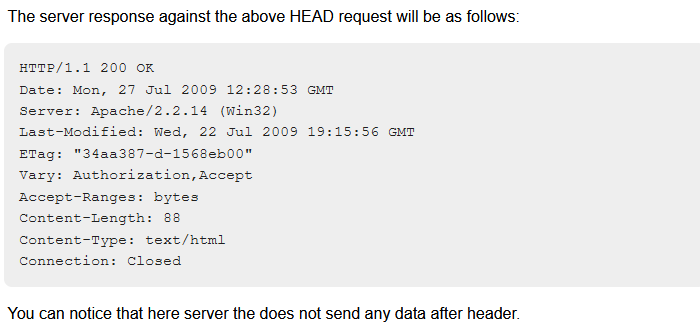 The server response against the above HEAD request will be as follows:
HTTP/1.1 200 OK
Date: Mon, 27 Jul 2009 12:28:53 GMT
Server: Apache/2.2.14 (Win32)
Last-Modified: Wed, 22 Jul 2009 19:15:56 GMT
ETag: "34aa387-d-1568eb00"
Vary: Authorization,Accept
Accept-Ranges: bytes
Content-Length: 88
Content-Type: text/html
Connection: Closed
You can notice that here server the does not send any data after header.